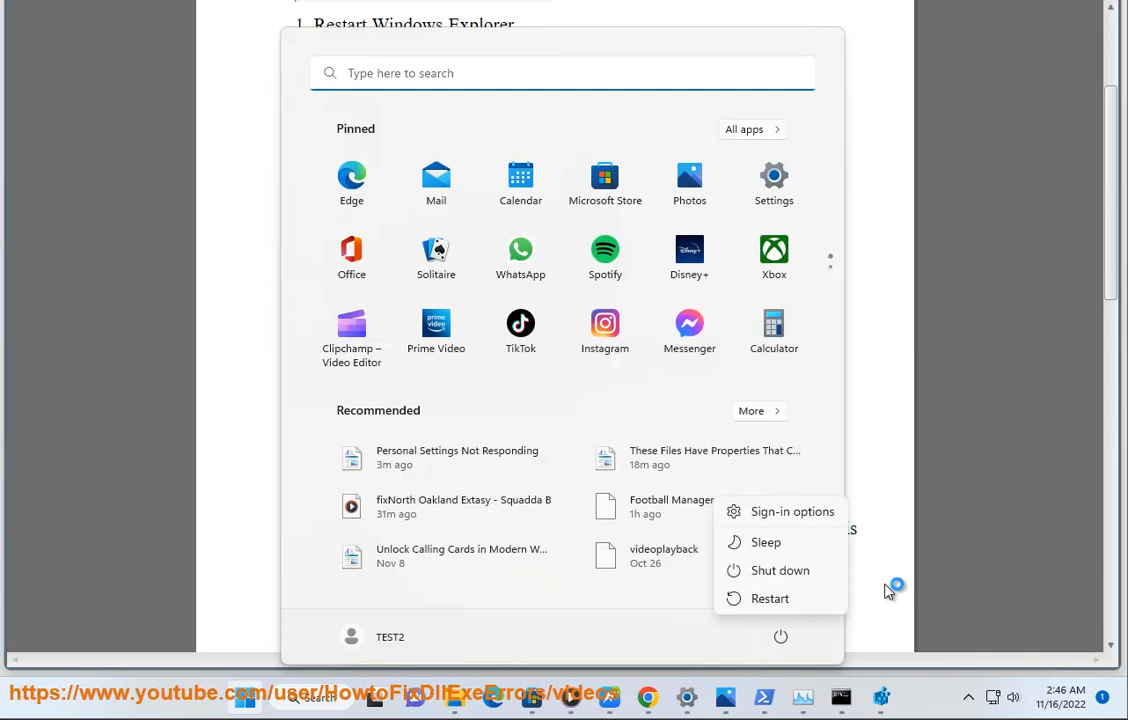 1. Restart Windows Explorer
Type here to search
Pinned
All apps
Edge
Mail
Calendar
Microsoft Store
Photos
Settings
Office
Solitaire
WhatsApp
Spotify
Disney+
Xbox
Clipchamp –
Video Editor
Prime Video
TikTok
Instagram
Messenger
Calculator
Recommended
More
Personal Settings Not Responding
3m ago
These Files Have Properties That C...
18m ago
fixNorth Oakland Extasy - Squadda B
31m ago
Football Manager
1h ago
Unlock Calling Cards in Modern W...
Nov 8
videoplayback
Oct 26
Sign-in options
Sleep
Shut down
Restart
TEST2
https://www.youtube.com/user/HowtoFixDllExeErrors/videos
Search
2:46 AM
11/16/2022
1